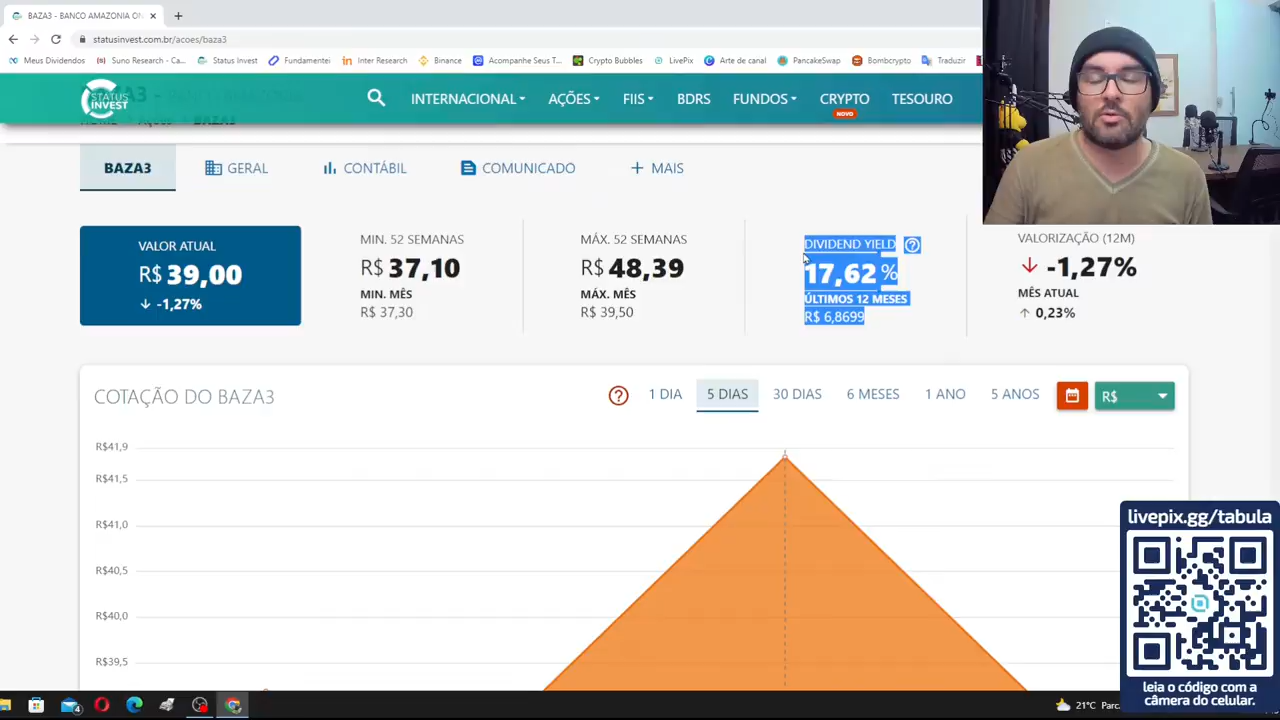 BAZA3 - BANCO AMAZONIA ON
statusinvest.com.br/acoes/baza3
Meus Dividendos
Suno Research - Ca...
Status Invest
Fundamentei
Inter Research
Binance
Acompanhe Seus T...
Crypto Bubbles
LivePix
Arte de canal
PancakeSwap
Bombcrypto
Traduzir
STATUS
INVEST
INTERNACIONAL
AÇÕES
FIIS
BDRS
FUNDOS
CRYPTO
TESOURO
NOVO
BAZA3
GERAL
CONTÁBIL
COMUNICADO
+ MAIS
VALOR ATUAL
R$ 39,00
-1,27%
MIN. 52 SEMANAS
R$ 37,10
MIN. MÊS
R$ 37,30
MÁX. 52 SEMANAS
R$ 48,39
MÁX. MÊS
R$ 39,50
DIVIDEND YIELD
17,62 %
ÚLTIMOS 12 MESES
R$ 6,8699
VALORIZAÇÃO (12M)
-1,27%
MÊS ATUAL
0,23%
COTAÇÃO DO BAZA3
1 DIA
5 DIAS
30 DIAS
6 MESES
1 ANO
5 ANOS
R$
R$41,9
R$41,5
R$41,0
R$40,5
R$40,0
R$39,5
livepix.gg/tabula
leia o código com a
câmera do celular.
21°C Parc.